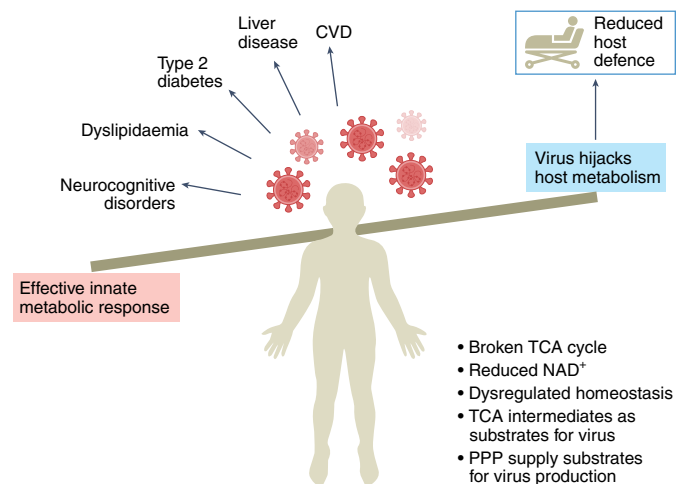 Liver
disease
CVD
Reduced
host
defence
Type 2
diabetes
Dyslipidaemia
Neurocognitive
disorders
Virus hijacks
host metabolism
Effective innate
metabolic response
• Broken TCA cycle
• Reduced NAD⁺
• Dysregulated homeostasis
• TCA intermediates as
substrates for virus
• PPP supply substrates
for virus production